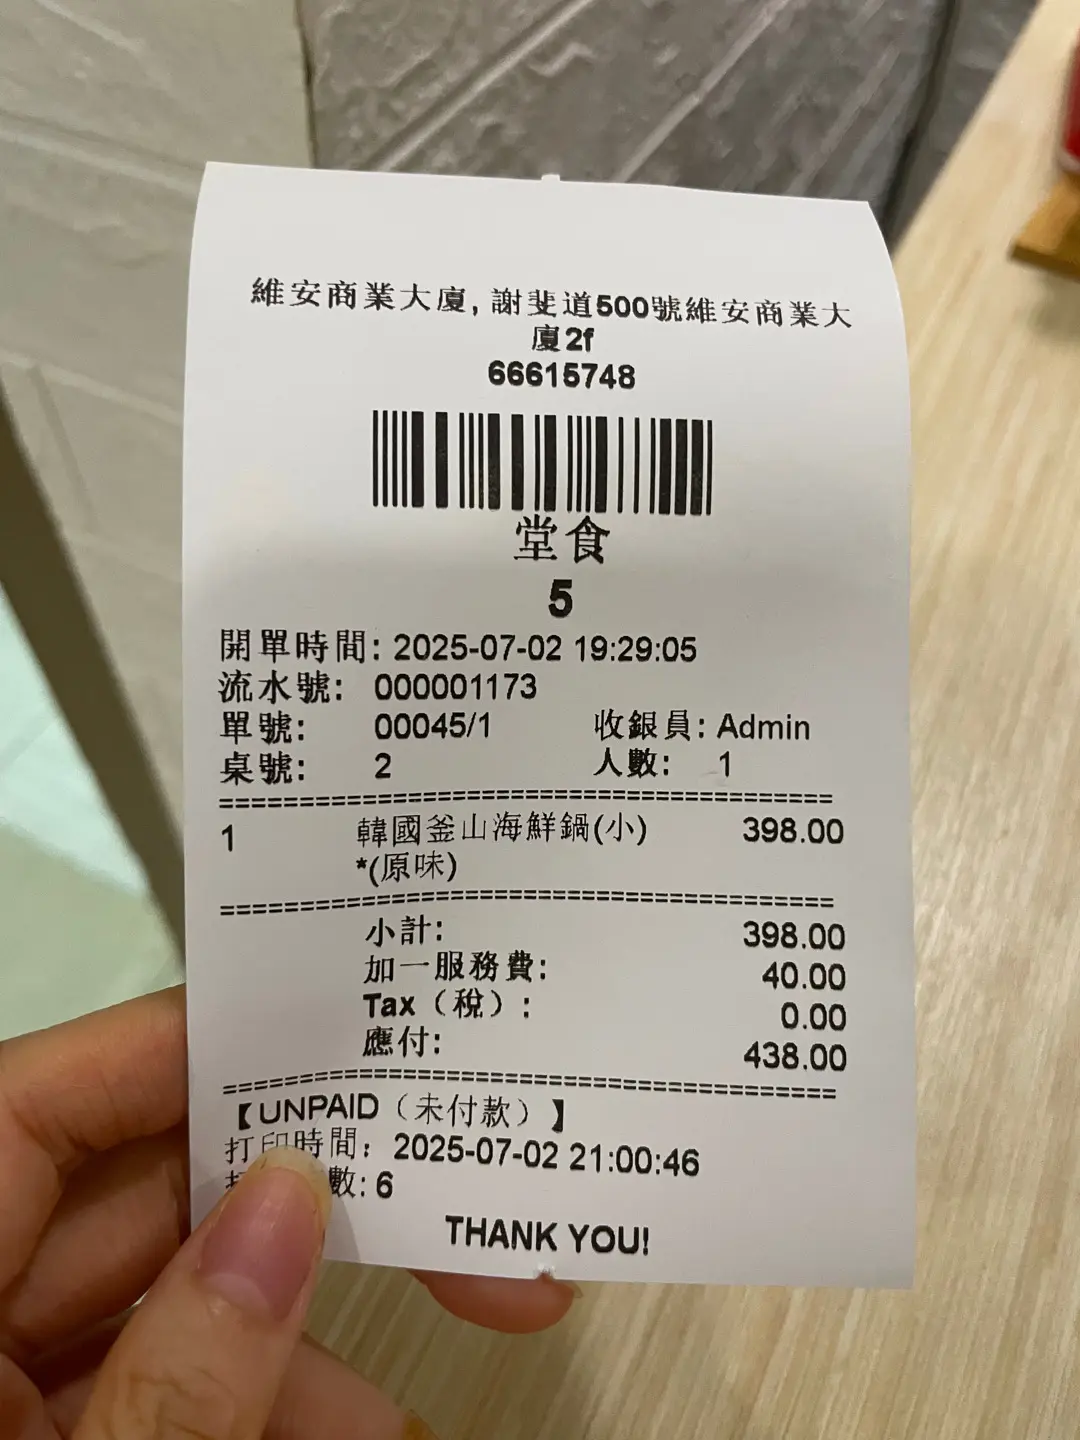 維安商業大廈, 謝斐道500號維安商業大
廈2f
66615748
堂食
5
開單時間: 2025-07-02 19:29:05
流水號: 000001173
單號: 00045/1 收銀員: Admin
桌號: 2 人數: 1
1 韓國釜山海鮮鍋(小) 398.00
*(原味)
小計: 398.00
加一服務費: 40.00
Tax（稅）: 0.00
應付: 438.00
【UNPAID（未付款）】
打印時間: 2025-07-02 21:00:46
數: 6
THANK YOU!